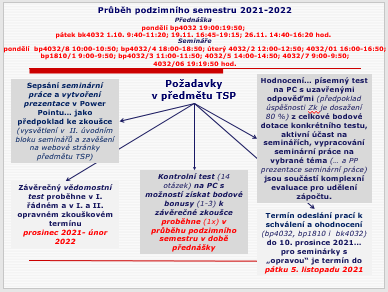 Průběh podzimního semestru 2021-2022
Přednáška
pondělí bp4032 19:0019:50;
pátek bk4032 1.10. 9:40-11:20; 19.11. 16:45-19:15; 26.11. 14:40-16:20 hod.
Semináře
pondělí bp4032/8 10:00-10:50; bp4032/4 18:00-18:50; úterý 4032/2 12:00-12:50; 4032/01 16:00-16:50;
bp1810/1 9:00-9:50; bp4032/3 11:00-11:50; 4032/5 14:00-14:50; 4032/7 9:00-9:50;
4032/06 19:19:50 hod.
Sepsání seminární
práce a vytvoření
prezentace v Power
Pointu... jako
předpoklad ke zkoušce
(vysvětlení v II. úvodním
bloku seminářů a zavěšení
na webové stránky
předmětu TSP)
Požadavky
v předmětu TSP
Hodnocení... písemný test
na PC s uzavřenými
odpověďmi (předpoklad
úspěšnosti Zk je dosažení
80 %) z celkové bodové
dotace konkrétního testu,
aktivní účast na
seminářích, vypracování
seminární práce na
vybrané téma (... a PP
prezentace seminární práce)
jsou součástí komplexní
evaluace pro udělení
zápočtu.
Závěrečný vědomostní
test proběhne v I.
řádném a v I. a II.
opravném zkouškovém
termínu
prosinec 2021- únor
2022
Kontrolní test (14
otázek) na PC s
možností získat bodové
bonusy (1-3) k
závěrečné zkoušce
proběhne (1x) v
průběhu podzimního
semestru v době
přednášky
Termín odeslání prací k
schválení a ohodnocení
(bp4032, bp1810 i bk4032)
do 10. prosince 2021...
pro seminárky s
„opravu" je termín do
pátku 5. listopadu 2021